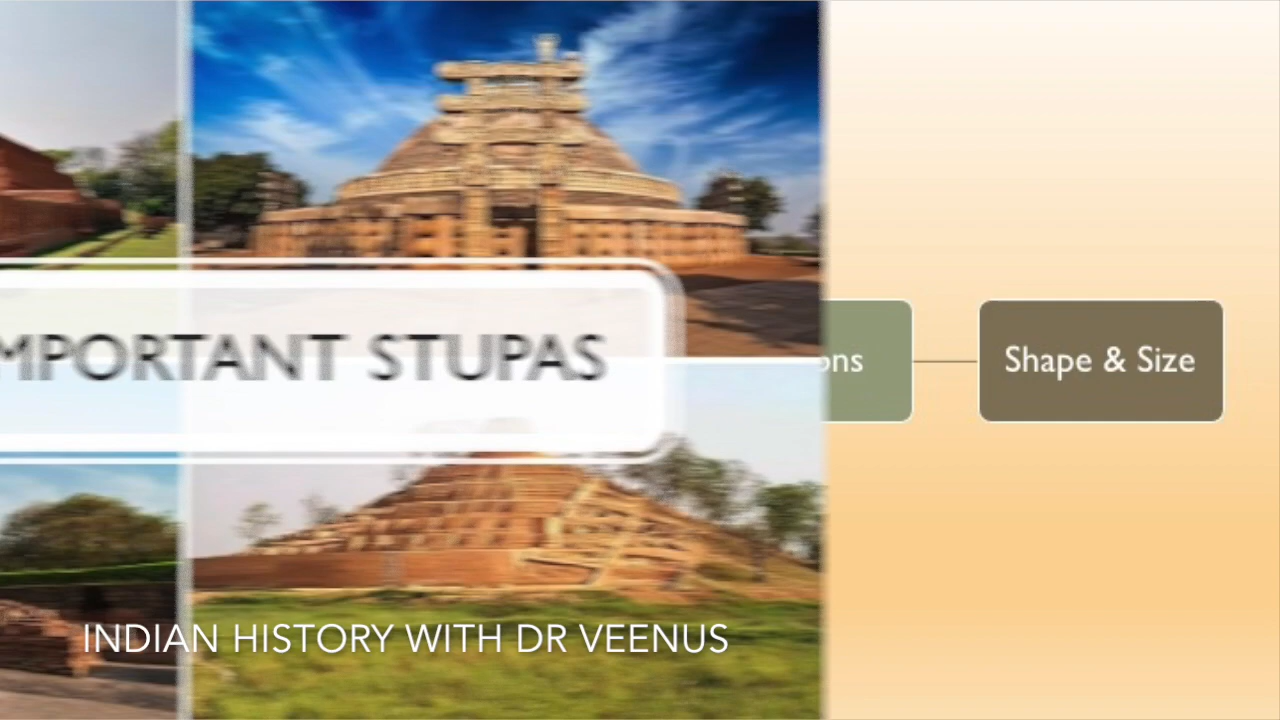 MPORTANT STUPAS
ons
Shape & Size
INDIAN HISTORY WITH DR VEENUS